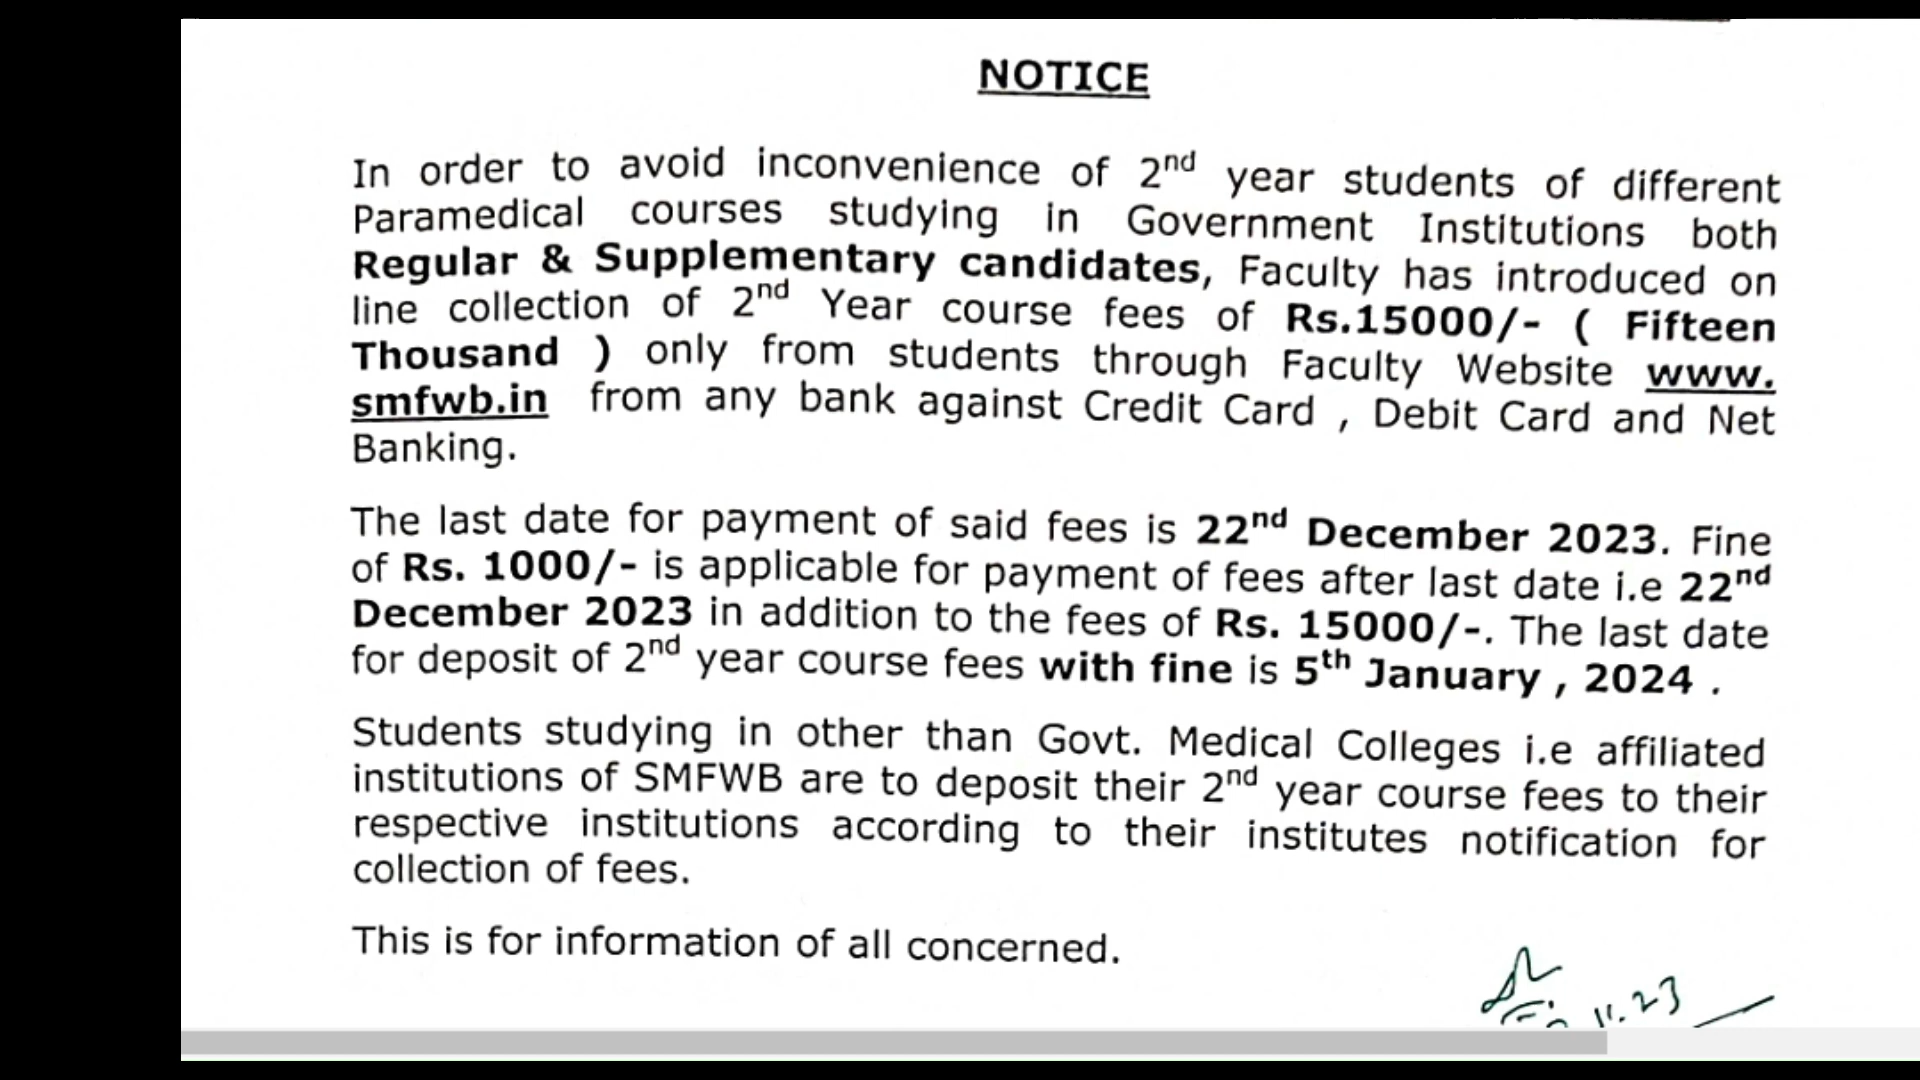 NOTICE
In order to avoid inconvenience of 2nd year students of different
Paramedical courses studying in Government Institutions both
Regular & Supplementary candidates, Faculty has introduced on
line collection of 2nd Year course fees of Rs.15000/- ( Fifteen
Thousand ) only from students through Faculty Website www.
smfwb.in from any bank against Credit Card , Debit Card and Net
Banking.
The last date for payment of said fees is 22nd December 2023. Fine
of Rs. 1000/- is applicable for payment of fees after last date i.e 22nd
December 2023 in addition to the fees of Rs. 15000/-. The last date
for deposit of 2nd year course fees with fine is 5th January , 2024 .
Students studying in other than Govt. Medical Colleges i.e affiliated
institutions of SMFWB are to deposit their 2nd year course fees to their
respective institutions according to their institutes notification for
collection of fees.
This is for information of all concerned.